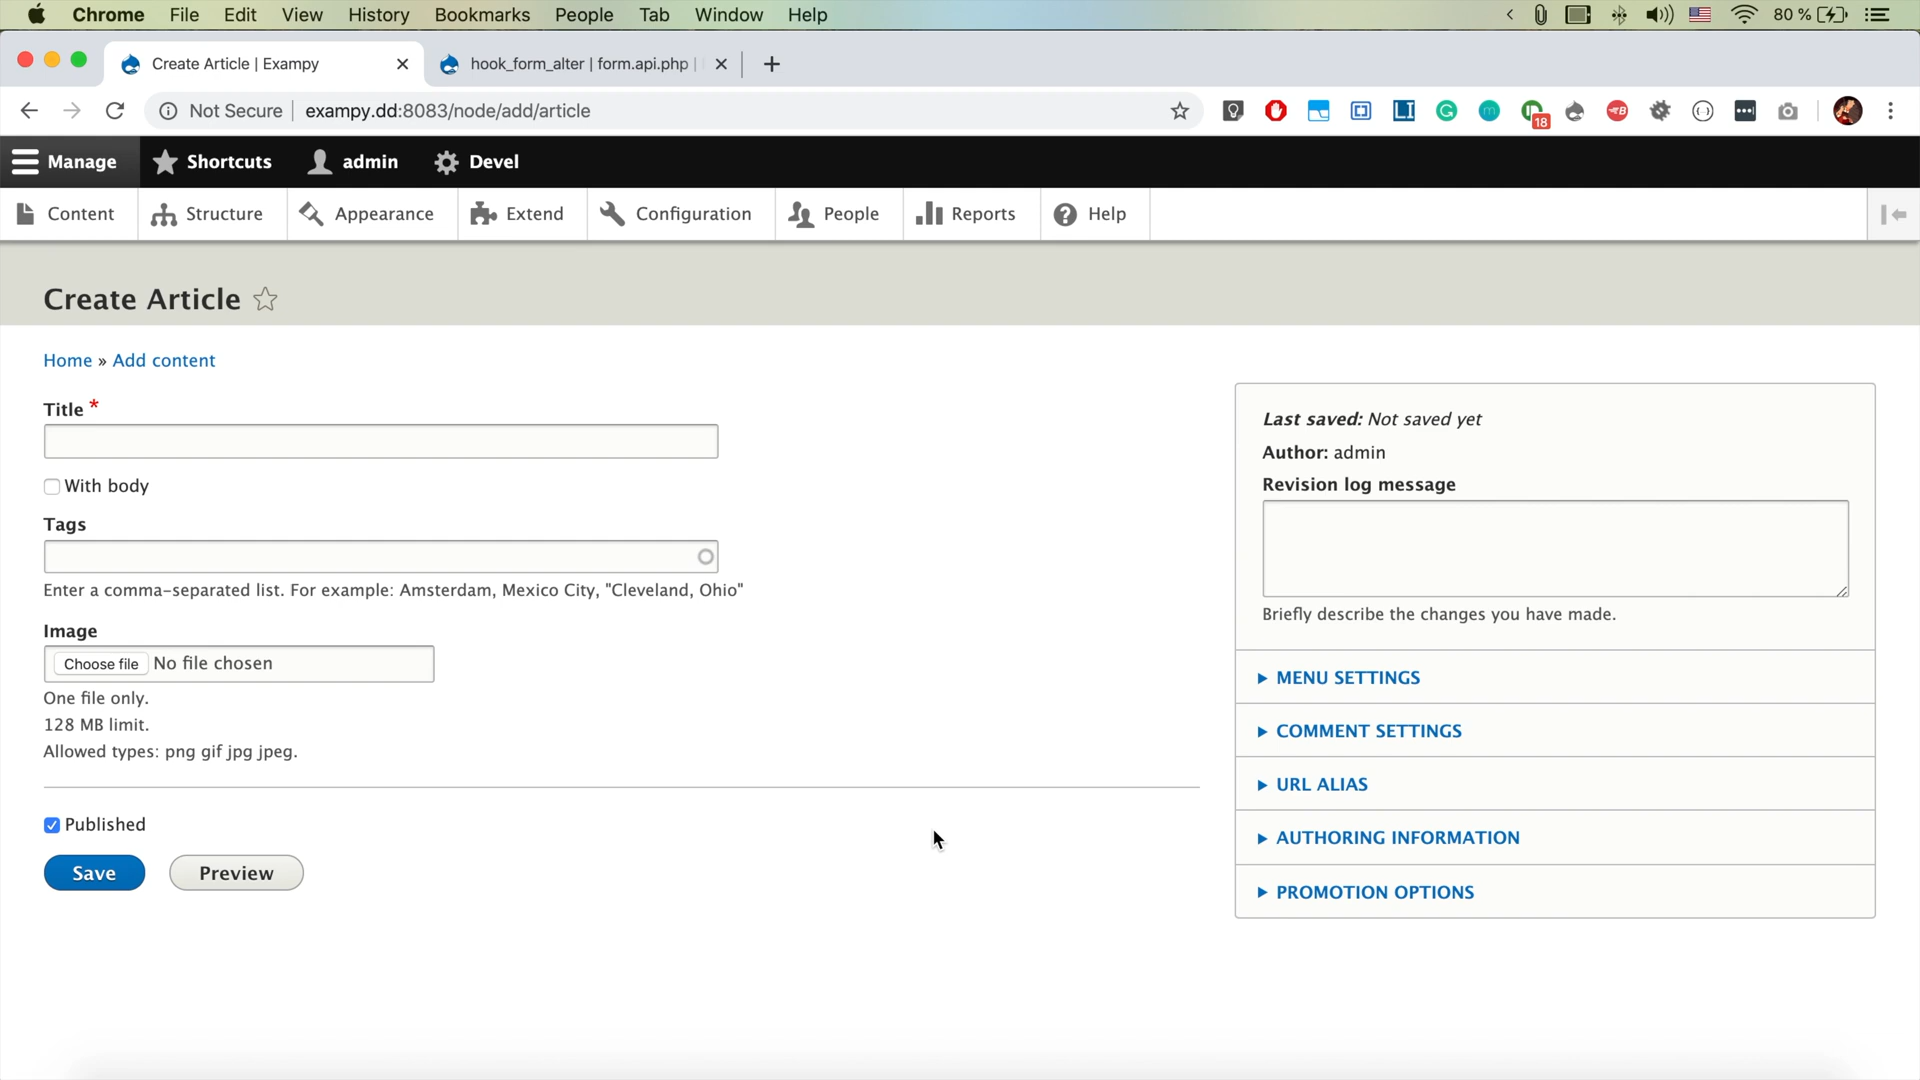 Chrome File Edit View History Bookmarks People Tab Window Help 80 %
Create Article | Exampy hook_form_alter | form.api.php |
Not Secure exampy.dd:8083/node/add/article 18
Manage Shortcuts admin Devel
Content Structure Appearance Extend Configuration People Reports Help
Create Article
Home » Add content
Title *
With body
Tags
Enter a comma-separated list. For example: Amsterdam, Mexico City, "Cleveland, Ohio"
Image
Choose file No file chosen
One file only.
128 MB limit.
Allowed types: png gif jpg jpeg.
Published
Save Preview
Last saved: Not saved yet
Author: admin
Revision log message
Briefly describe the changes you have made.
MENU SETTINGS
COMMENT SETTINGS
URL ALIAS
AUTHORING INFORMATION
PROMOTION OPTIONS